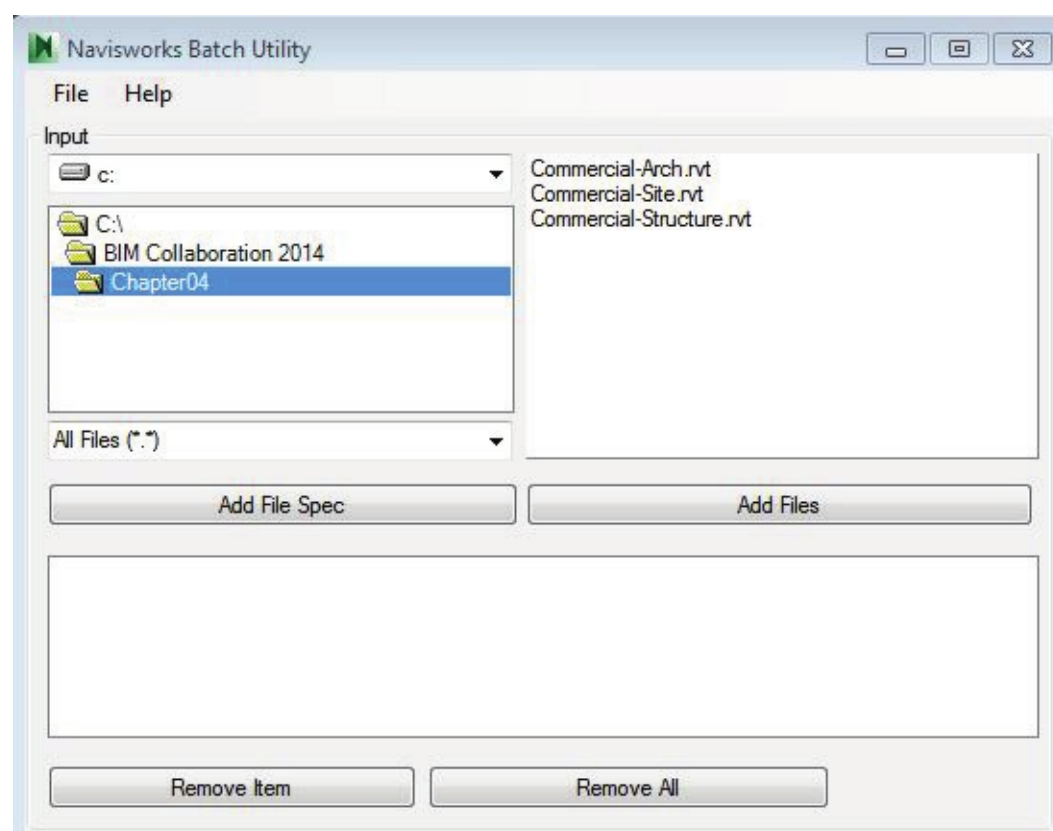 Navisworks Batch Utility
File Help
Input
c:
C:\
BIM Collaboration 2014
Chapter04
All Files (*.*)
Commercial-Arch.rvt
Commercial-Site.rvt
Commercial-Structure.rvt
Add File Spec
Add Files
Remove Item
Remove All